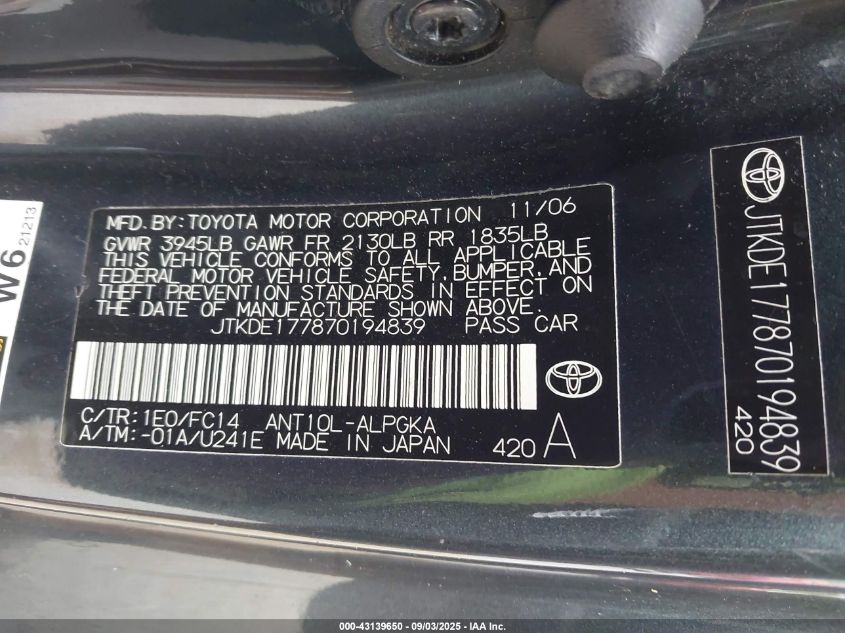 MFD.BY:TOYOTA MOTOR CORPORATION 11/06
GVWR 3945LB GAWR FR 2130LB RR 1835LB
THIS VEHICLE CONFORMS TO ALL APPLICABLE
FEDERAL MOTOR VEHICLE SAFETY, BUMPER, AND
THEFT PREVENTION STANDARDS IN EFFECT ON
THE DATE OF MANUFACTURE SHOWN ABOVE.
JTKDE177870194839 PASS CAR
C/TR:1E0/FC14 ANT10L-ALPGKA
A/TM:-01A/U241E MADE IN JAPAN 420 A
JTKDE177870194839
420
W6
21213
000-43139650 - 09/03/2025 - IAA Inc.